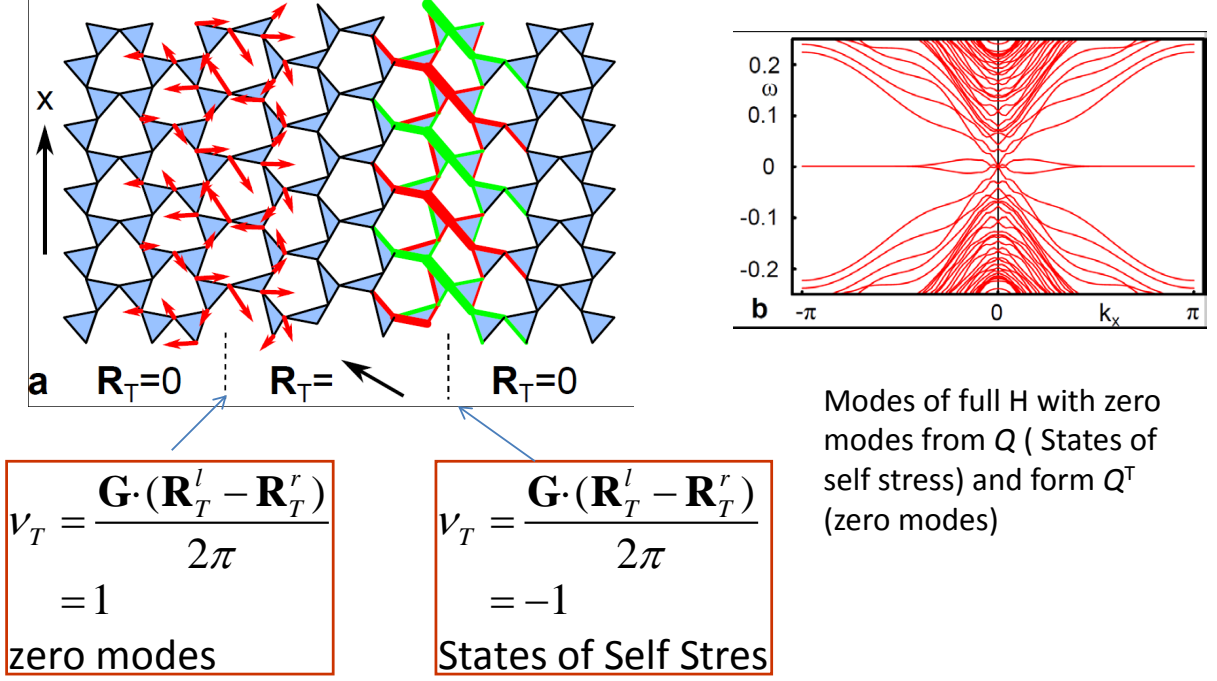 x
a R_T=0 R_T= R_T=0
0.2
ω
0.1
0
-0.1
-0.2
b -π 0 k_x π
Modes of full H with zero
modes from Q ( States of
self stress) and form Q^T
(zero modes)
ν_T = G·(R_T^l − R_T^r) / 2π
= 1
zero modes
ν_T = G·(R_T^l − R_T^r) / 2π
= −1
States of Self Stres